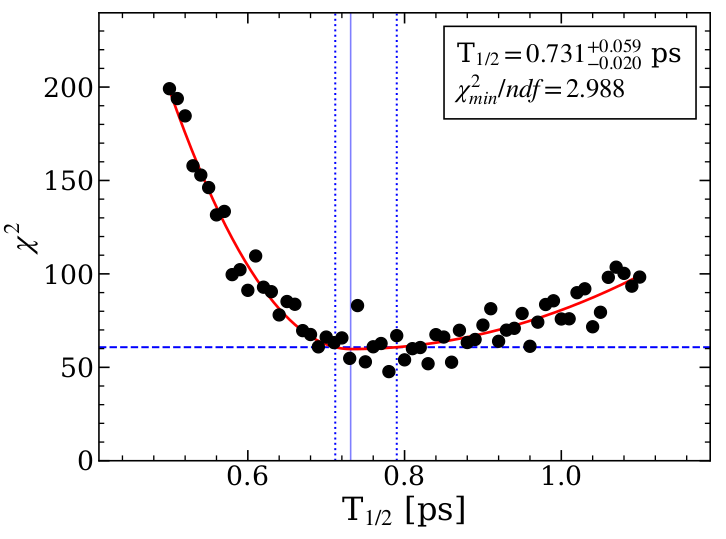 T₁/₂ = 0.731⁺⁰·⁰⁵⁹₋₀.₀₂₀ ps
χ²ₘᵢₙ/ndf = 2.988
χ²
200
150
100
50
0
0.6 0.8 1.0
T₁/₂ [ps]